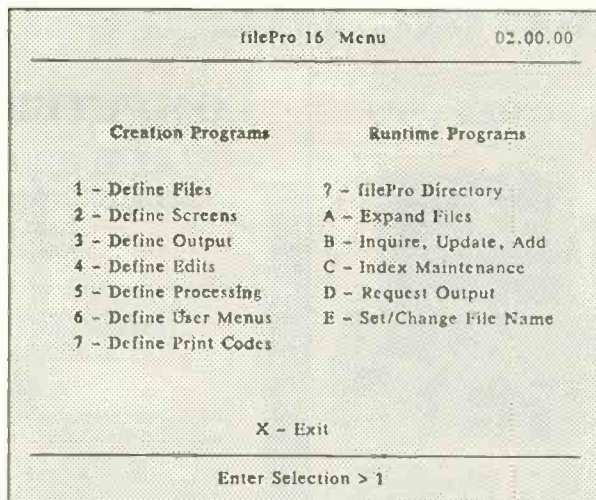 filePro 16 Menu 02.00.00
Creation Programs
1 - Define Files
2 - Define Screens
3 - Define Output
4 - Define Edits
5 - Define Processing
6 - Define User Menus
7 - Define Print Codes
Runtime Programs
? - filePro Directory
A - Expand Files
B - Inquire, Update, Add
C - Index Maintenance
D - Request Output
E - Set/Change File Name
X - Exit
Enter Selection > 1